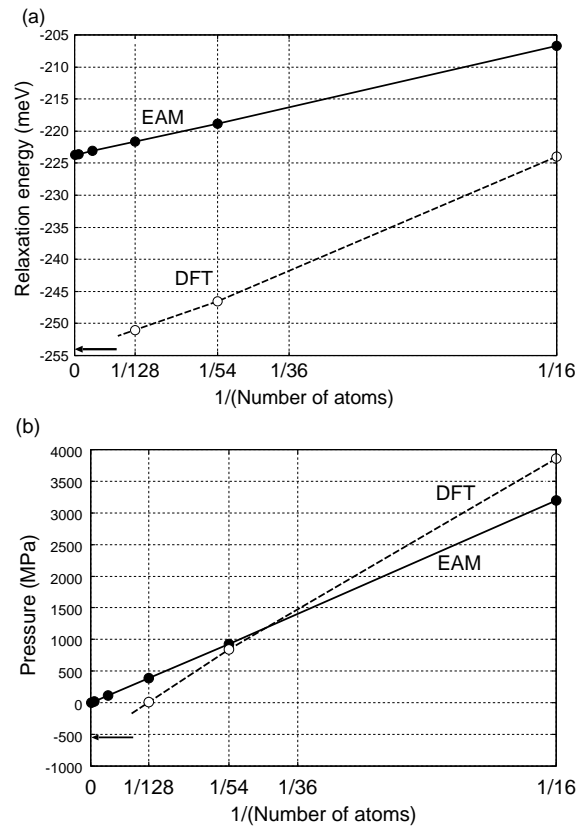 (a)
-205
-210
-215
-220
-225
-230
-235
-240
-245
-250
-255
Relaxation energy (meV)
EAM
DFT
0 1/128 1/54 1/36 1/16
1/(Number of atoms)
(b)
4000
3500
3000
2500
2000
1500
1000
500
0
-500
-1000
Pressure (MPa)
DFT
EAM
0 1/128 1/54 1/36 1/16
1/(Number of atoms)